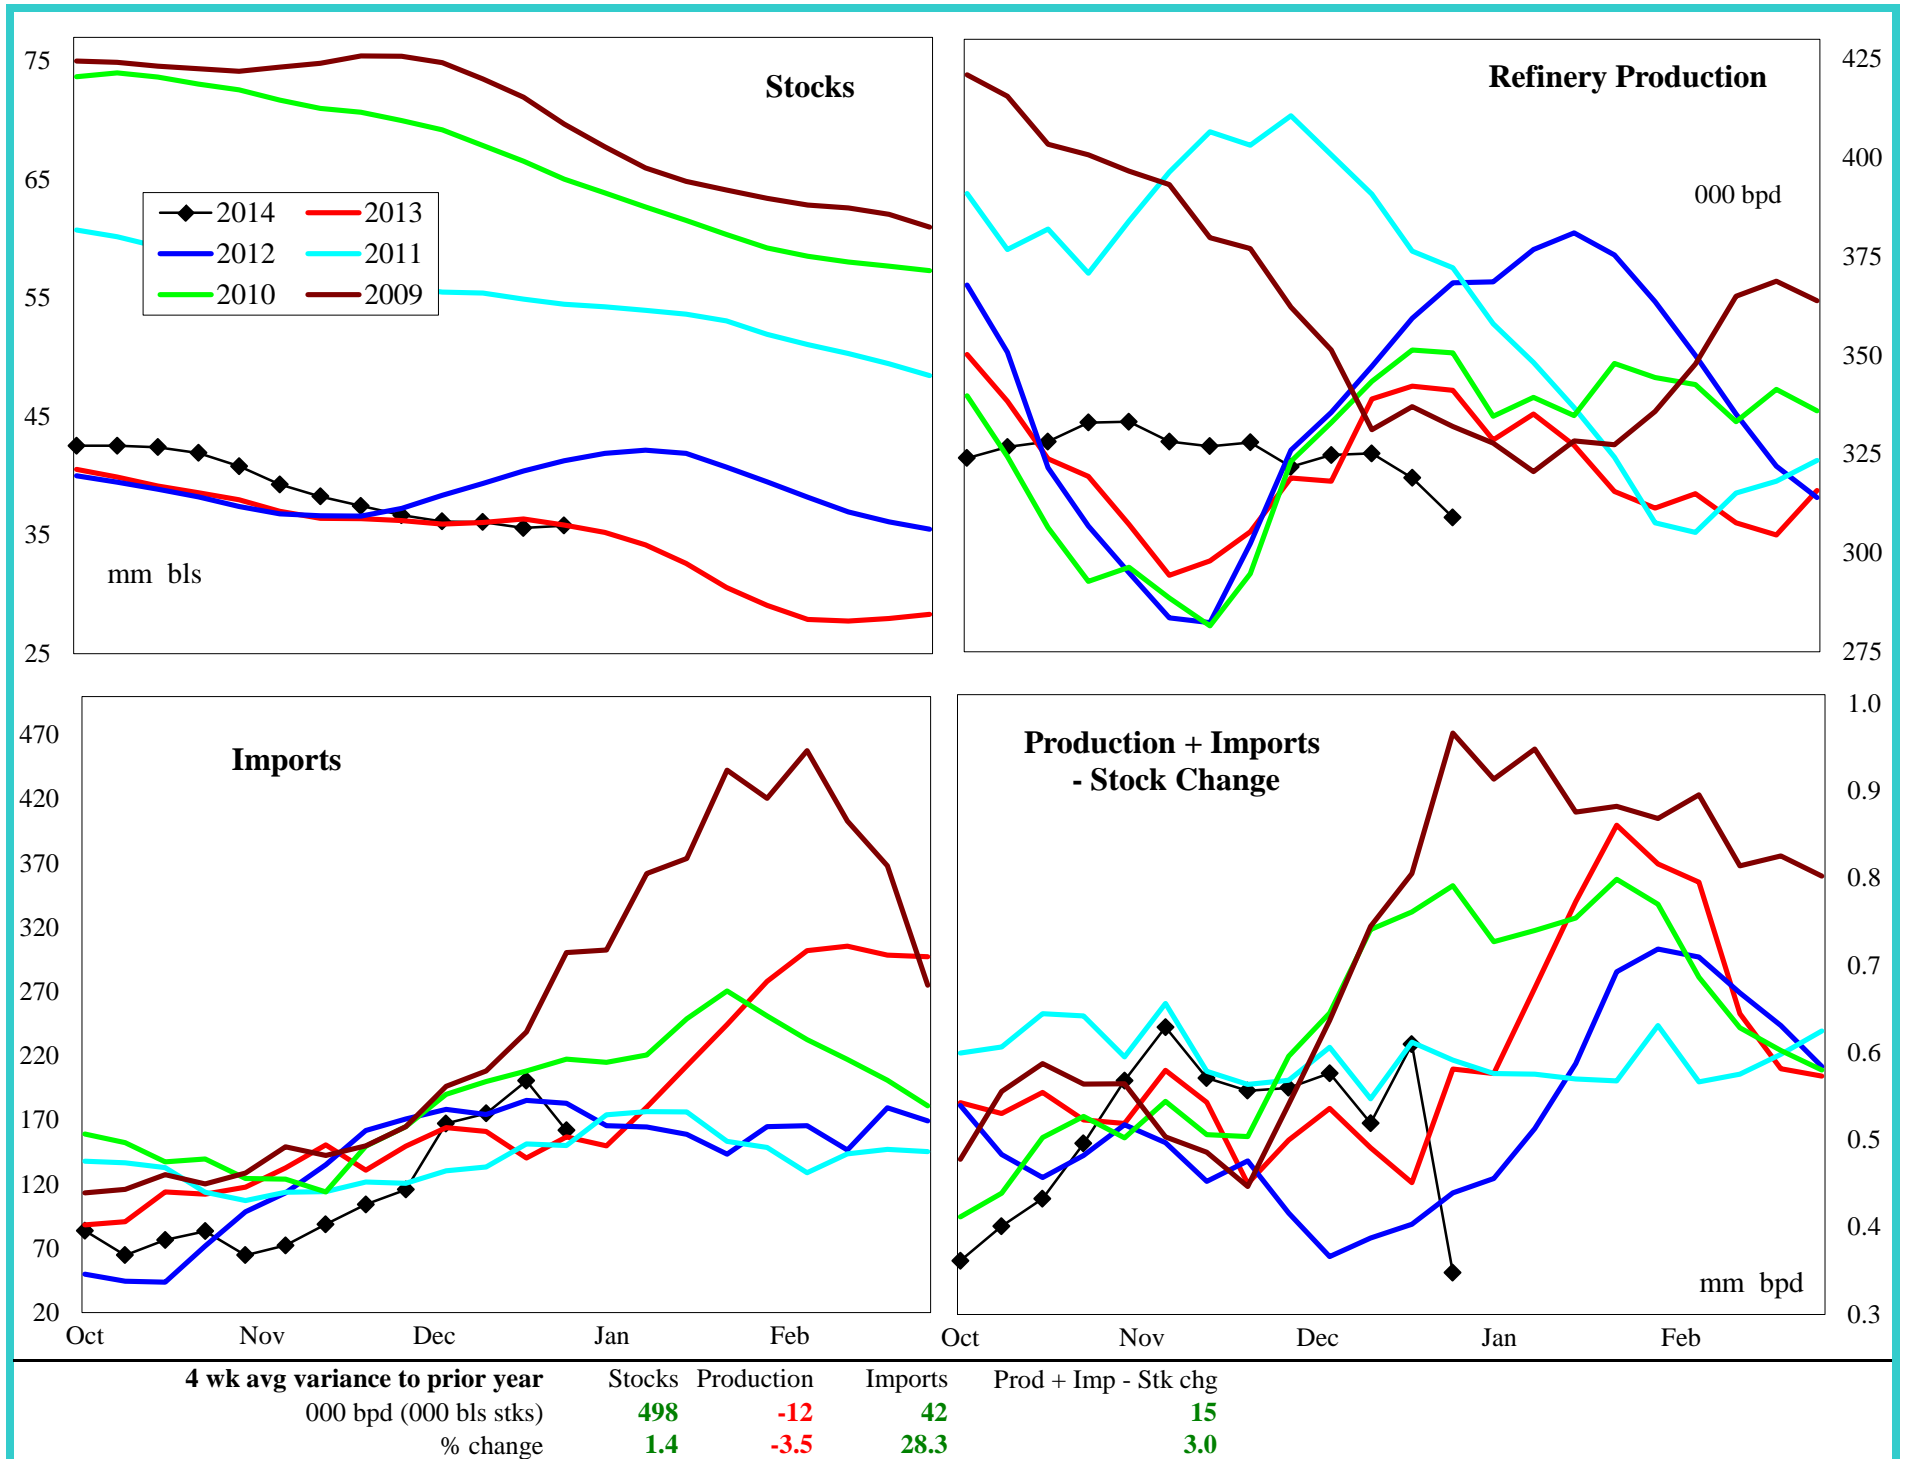 Stocks
75
65
55
45
35
25
2014 2013
2012 2011
2010 2009
mm bls
Refinery Production
000 bpd
425
400
375
350
325
300
275
Imports
470
420
370
320
270
220
170
120
70
20
Oct Nov Dec Jan Feb
Production + Imports
- Stock Change
mm bpd
1.0
0.9
0.8
0.7
0.6
0.5
0.4
0.3
Oct Nov Dec Jan Feb
4 wk avg variance to prior year Stocks Production Imports Prod + Imp - Stk chg
000 bpd (000 bls stks) 498 -12 42 15
% change 1.4 -3.5 28.3 3.0